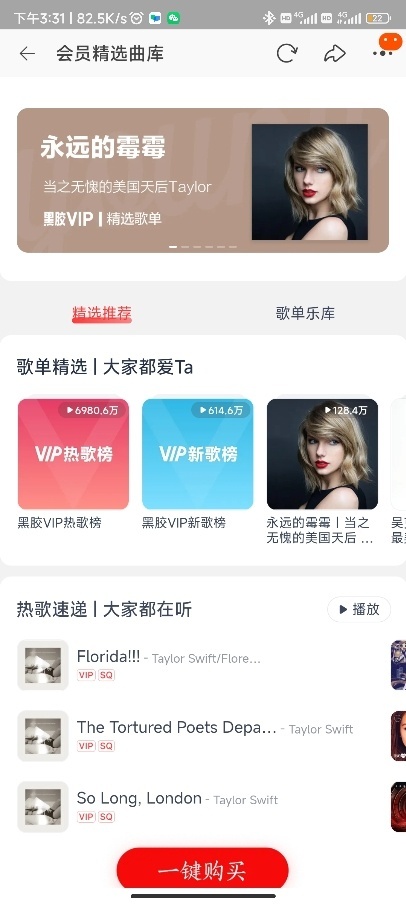 下午3:31 | 82.5K/s
HD 4G HD 4G 22
会员精选曲库
永远的霉霉
当之无愧的美国天后Taylor
黑胶VIP | 精选歌单
精选推荐
歌单乐库
歌单精选 | 大家都爱Ta
6980.6万
614.6万
128.4万
VIP热歌榜
VIP新歌榜
黑胶VIP热歌榜
黑胶VIP新歌榜
永远的霉霉丨当之
无愧的美国天后 ...
热歌速递 | 大家都在听
播放
Florida!!! - Taylor Swift/Flore...
VIP SQ
The Tortured Poets Depa... - Taylor Swift
VIP SQ
So Long, London - Taylor Swift
VIP SQ
一键购买